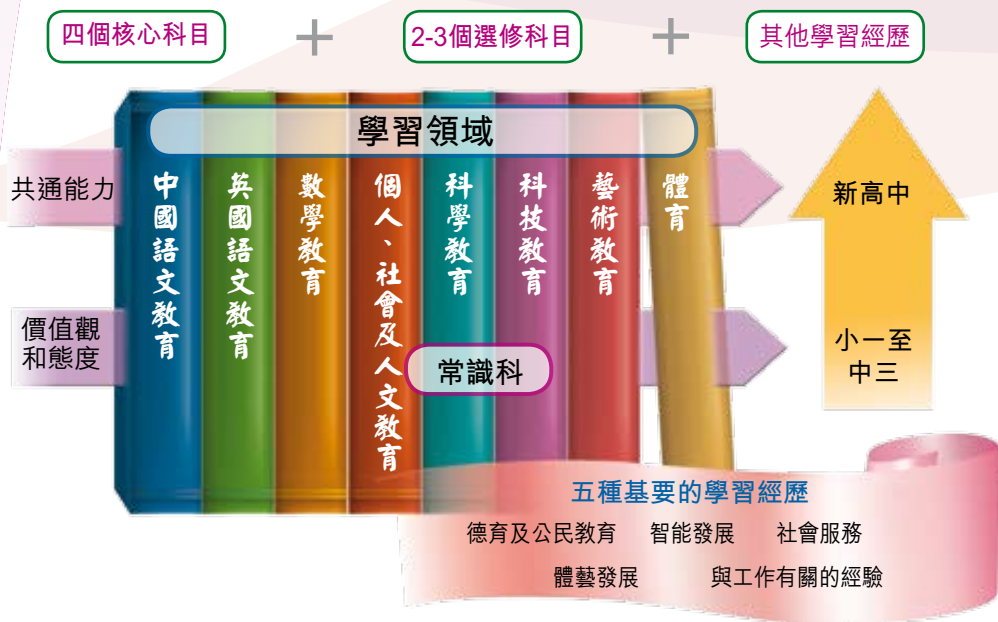 四個核心科目
+
2-3個選修科目
+
其他學習經歷
學習領域
共通能力
價值觀
和態度
中國語文教育
英國語文教育
數學教育
個人、社會及人文教育
科學教育
科技教育
藝術教育
體育
常識科
新高中
小一至
中三
五種基要的學習經歷
德育及公民教育 智能發展 社會服務
體藝發展 與工作有關的經驗